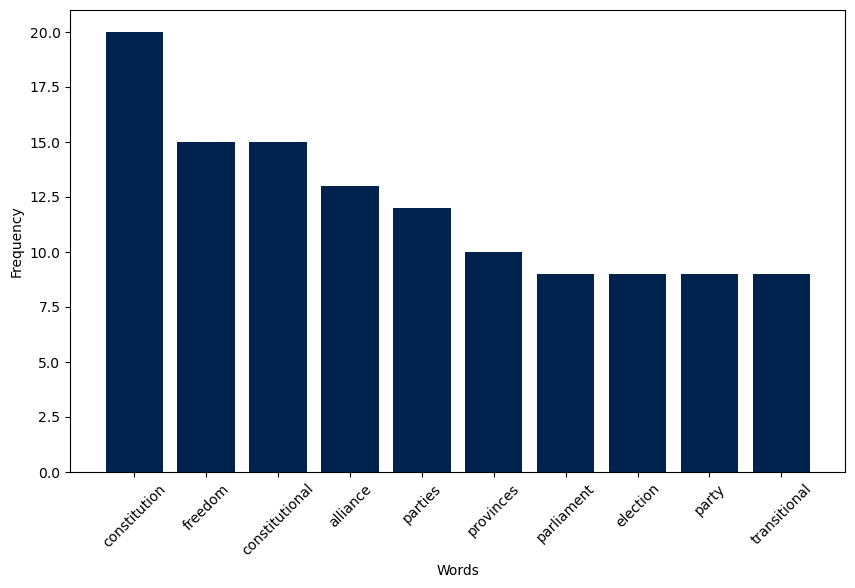 20.0
17.5
15.0
12.5
10.0
7.5
5.0
2.5
0.0
Frequency
constitution
freedom
constitutional
alliance
parties
provinces
parliament
election
party
transitional
Words